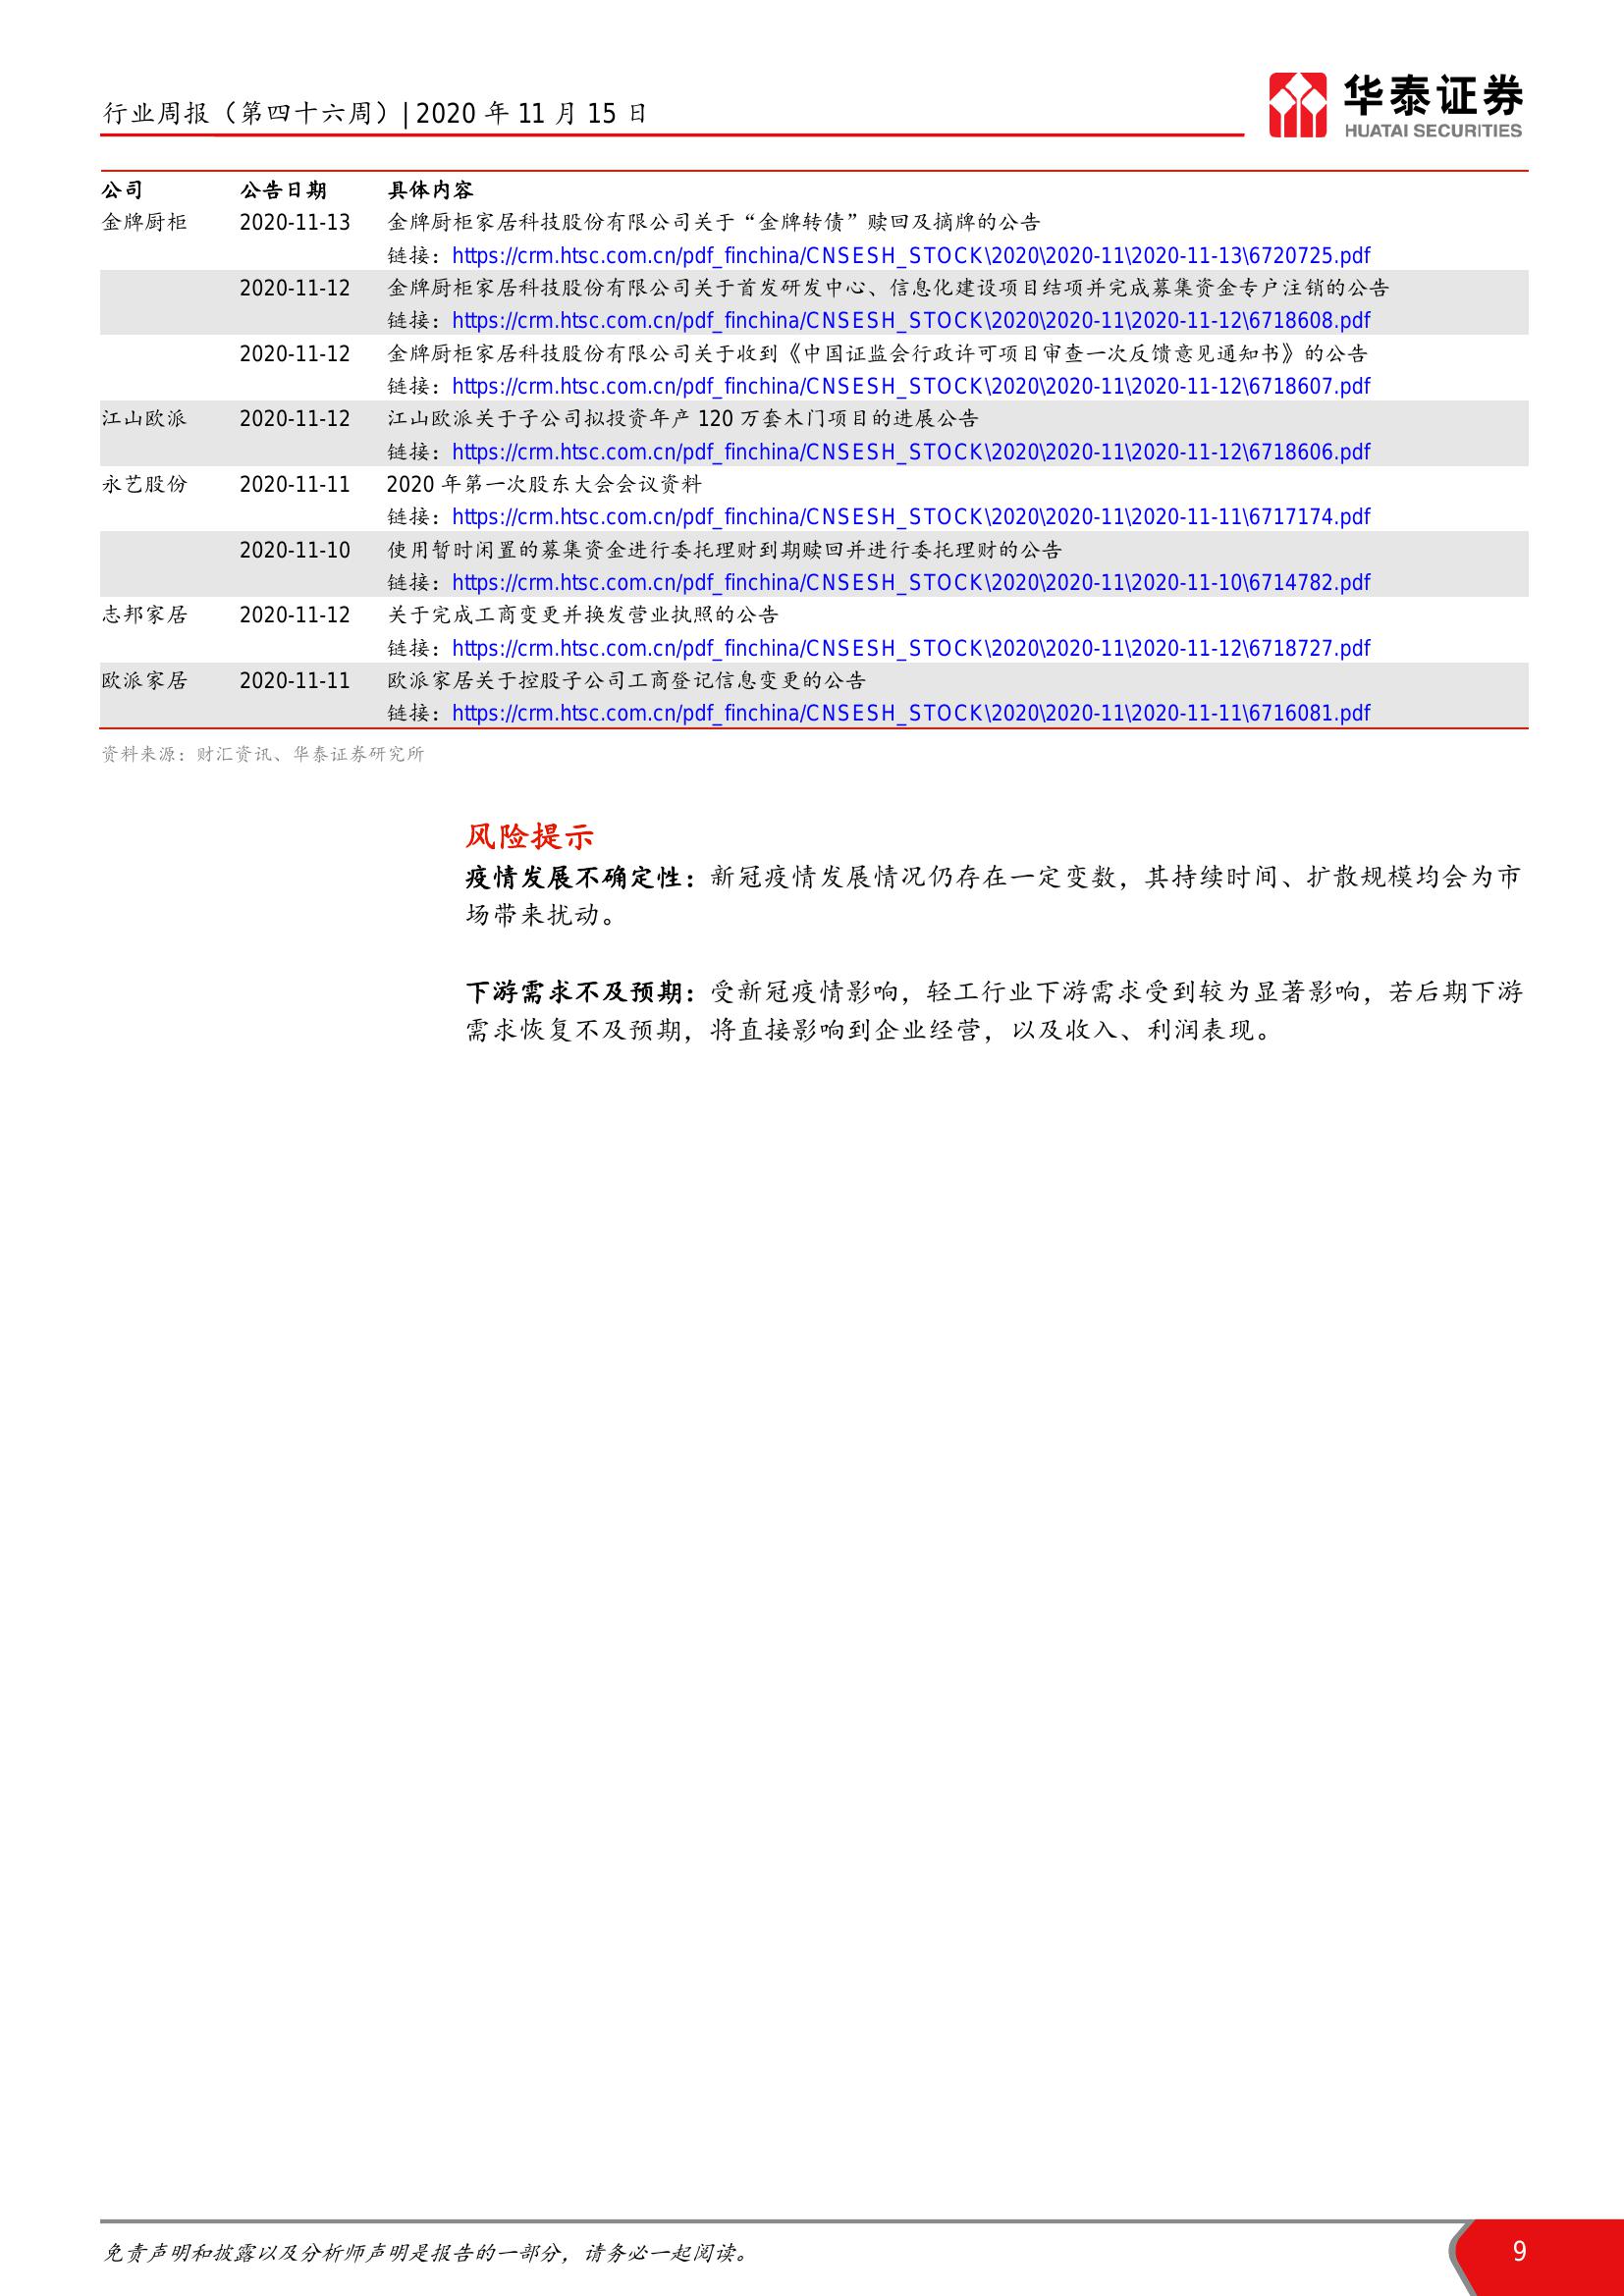 行业周报（第四十六周）| 2020 年 11 月 15 日
华泰证券
HUATAI SECURITIES
公司 公告日期 具体内容
金牌厨柜 2020-11-13 金牌厨柜家居科技股份有限公司关于“金牌转债”赎回及摘牌的公告
链接：https://crm.htsc.com.cn/pdf_finchina/CNSESH_STOCK\2020\2020-11\2020-11-13\6720725.pdf
2020-11-12 金牌厨柜家居科技股份有限公司关于首发研发中心、信息化建设项目结项并完成募集资金专户注销的公告
链接：https://crm.htsc.com.cn/pdf_finchina/CNSESH_STOCK\2020\2020-11\2020-11-12\6718608.pdf
2020-11-12 金牌厨柜家居科技股份有限公司关于收到《中国证监会行政许可项目审查一次反馈意见通知书》的公告
链接：https://crm.htsc.com.cn/pdf_finchina/CNSESH_STOCK\2020\2020-11\2020-11-12\6718607.pdf
江山欧派 2020-11-12 江山欧派关于子公司拟投资年产 120 万套木门项目的进展公告
链接：https://crm.htsc.com.cn/pdf_finchina/CNSESH_STOCK\2020\2020-11\2020-11-12\6718606.pdf
永艺股份 2020-11-11 2020 年第一次股东大会会议资料
链接：https://crm.htsc.com.cn/pdf_finchina/CNSESH_STOCK\2020\2020-11\2020-11-11\6717174.pdf
2020-11-10 使用暂时闲置的募集资金进行委托理财到期赎回并进行委托理财的公告
链接：https://crm.htsc.com.cn/pdf_finchina/CNSESH_STOCK\2020\2020-11\2020-11-10\6714782.pdf
志邦家居 2020-11-12 关于完成工商变更并换发营业执照的公告
链接：https://crm.htsc.com.cn/pdf_finchina/CNSESH_STOCK\2020\2020-11\2020-11-12\6718727.pdf
欧派家居 2020-11-11 欧派家居关于控股子公司工商登记信息变更的公告
链接：https://crm.htsc.com.cn/pdf_finchina/CNSESH_STOCK\2020\2020-11\2020-11-11\6716081.pdf
资料来源：财汇资讯、华泰证券研究所
风险提示
疫情发展不确定性：新冠疫情发展情况仍存在一定变数，其持续时间、扩散规模均会为市
场带来扰动。
下游需求不及预期：受新冠疫情影响，轻工行业下游需求受到较为显著影响，若后期下游
需求恢复不及预期，将直接影响到企业经营，以及收入、利润表现。
免责声明和披露以及分析师声明是报告的一部分，请务必一起阅读。
9